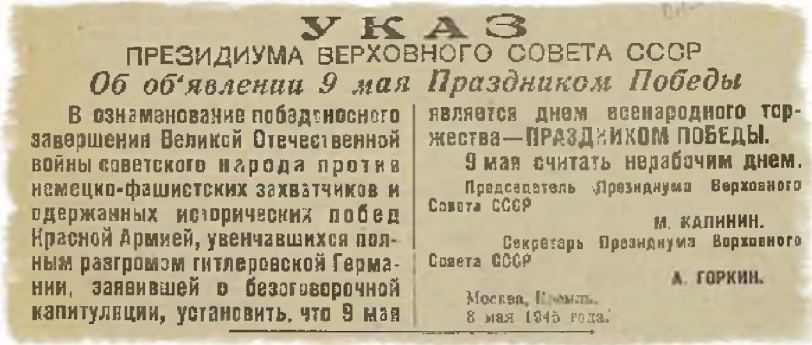 УКАЗ
ПРЕЗИДИУМА ВЕРХОВНОГО СОВЕТА СССР
Об об‘явлении 9 мая Праздником Победы
В ознаменование победоносного
завершения Великой Отечественной
войны советского народа против
немецко-фашистских захватчиков и
одержанных исторических побед
Красной Армией, увенчавшихся пол-
ным разгромом гитлеровской Герма-
нии, заявившей о безоговорочной
капитуляции, установить, что 9 мая
является днем всенародного тор-
жества—ПРАЗДНИКОМ ПОБЕДЫ.
9 мая считать нерабочим днем.
Председатель Президиума Верховного
Совета СССР
М. КАЛИНИН.
Секретарь Президиума Верховного
Совета СССР
А. ГОРКИН.
Москва, Кремль.
8 мая 1945 года.